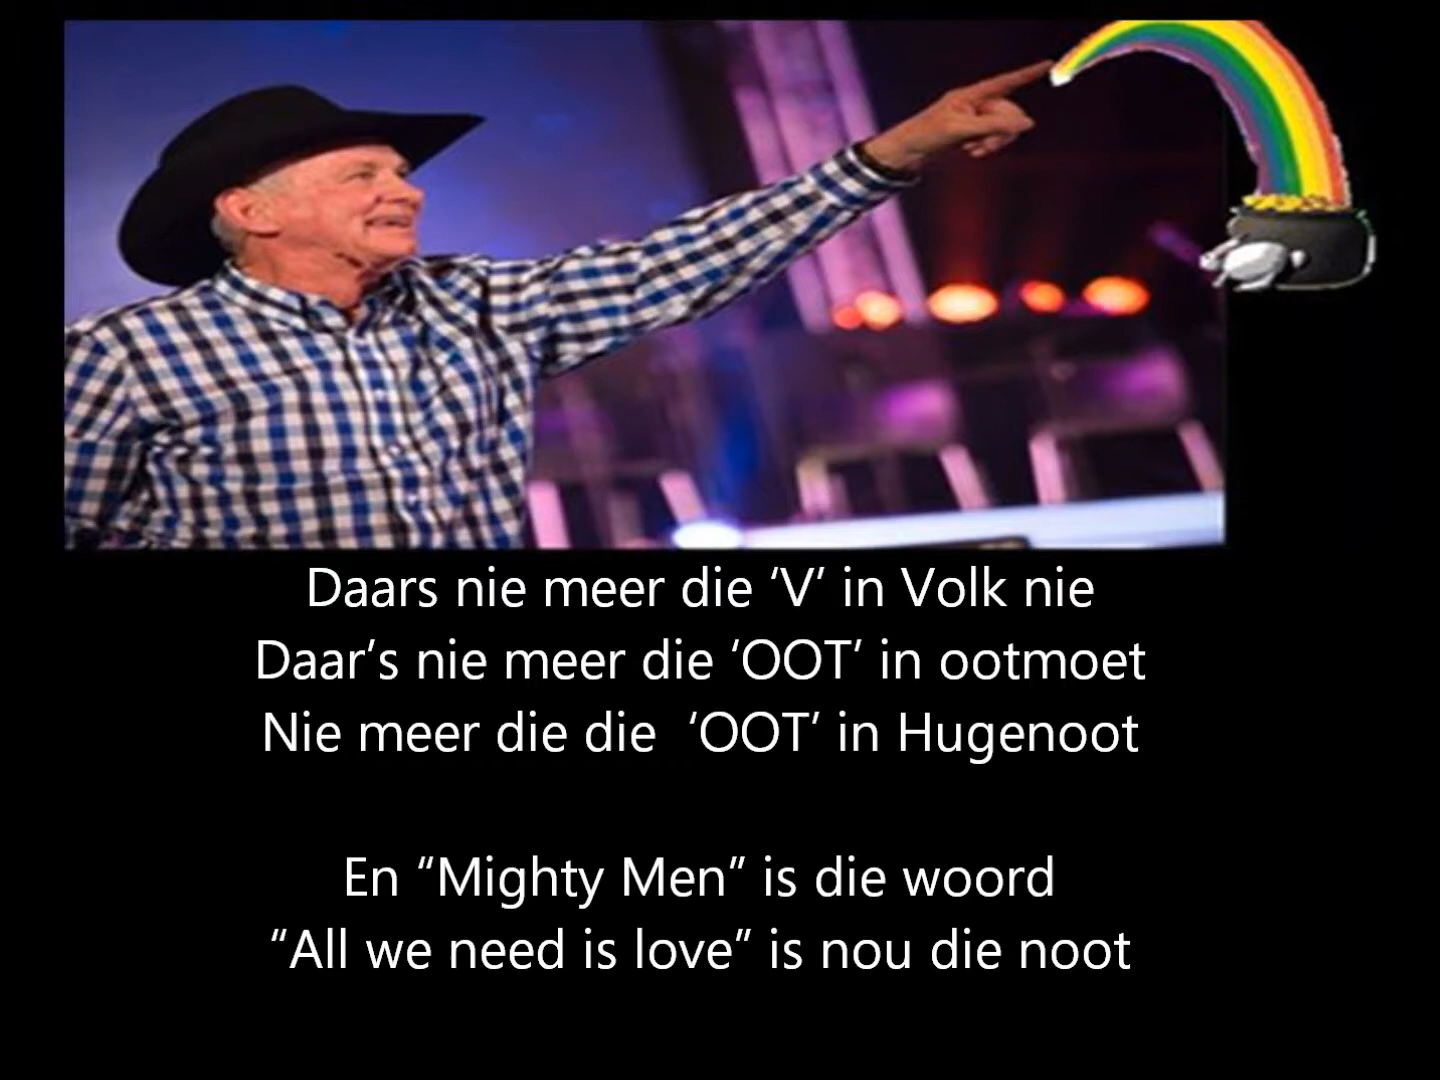 Daars nie meer die ‘V’ in Volk nie
Daar’s nie meer die ‘OOT’ in ootmoet
Nie meer die die ‘OOT’ in Hugenoot
En “Mighty Men” is die woord
“All we need is love” is nou die noot